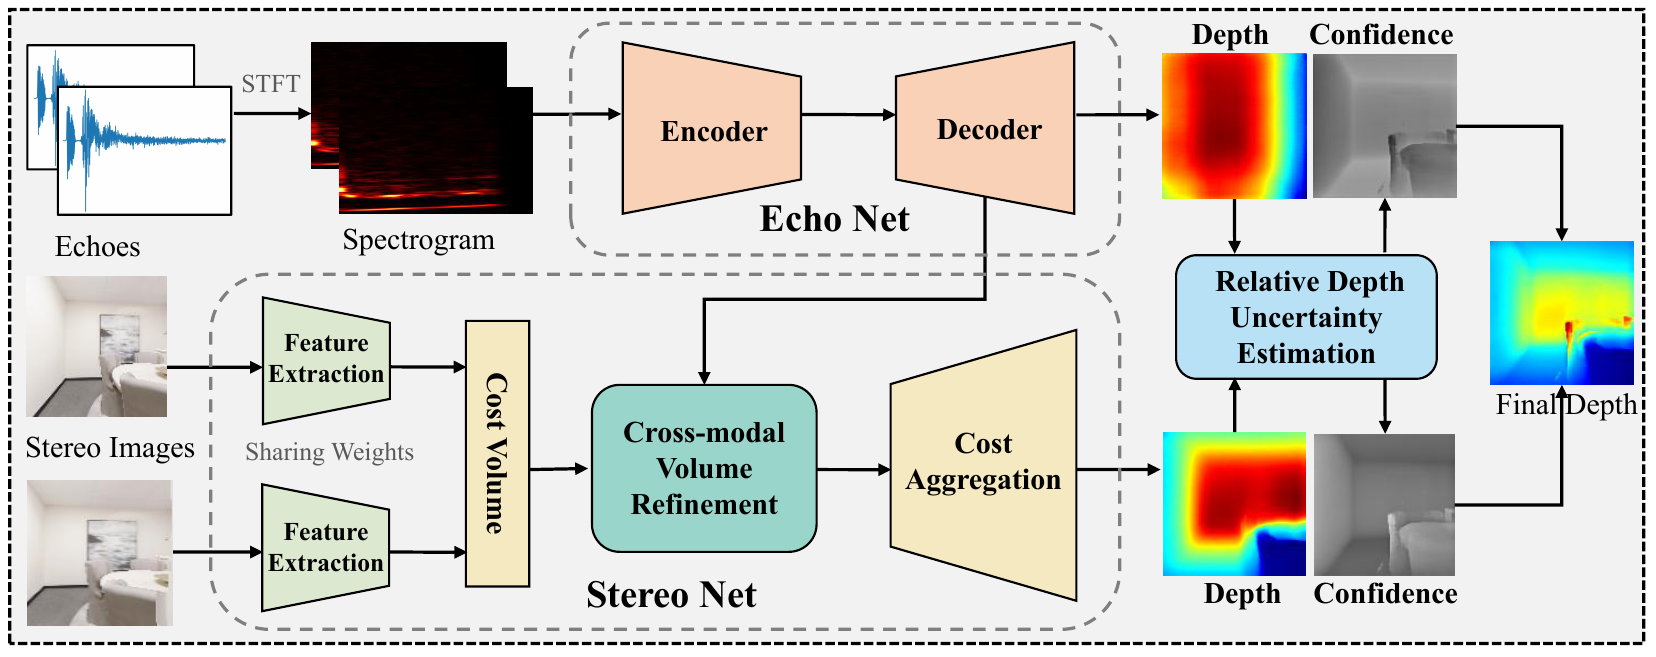 Depth
Confidence
STFT
Encoder
Decoder
Echo Net
Echoes
Spectrogram
Relative Depth
Uncertainty
Estimation
Feature
Extraction
Cost Volume
Stereo Images
Sharing Weights
Cross-modal
Volume
Refinement
Cost
Aggregation
Final Depth
Feature
Extraction
Stereo Net
Depth
Confidence